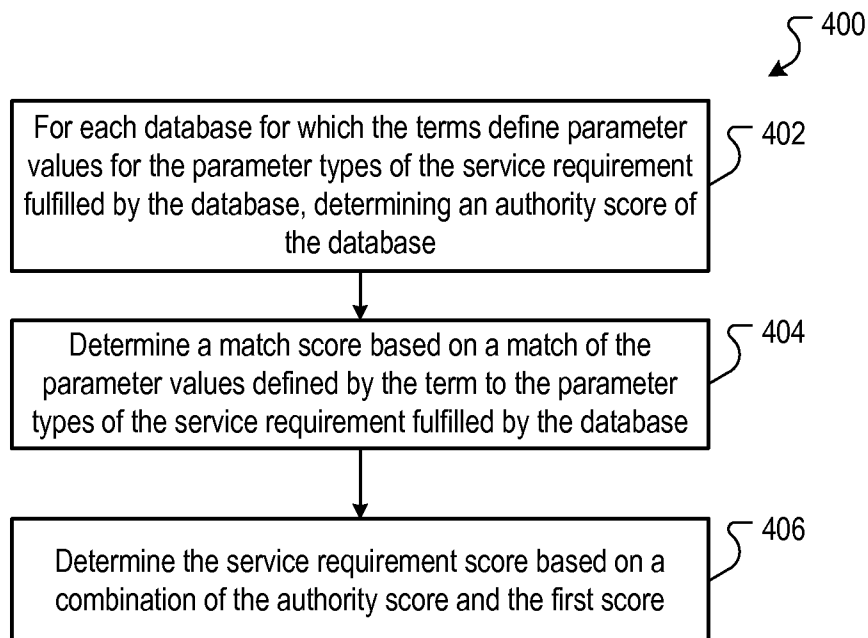 400
For each database for which the terms define parameter
values for the parameter types of the service requirement
fulfilled by the database, determining an authority score of
the database
402
Determine a match score based on a match of the
parameter values defined by the term to the parameter
types of the service requirement fulfilled by the database
404
Determine the service requirement score based on a
combination of the authority score and the first score
406